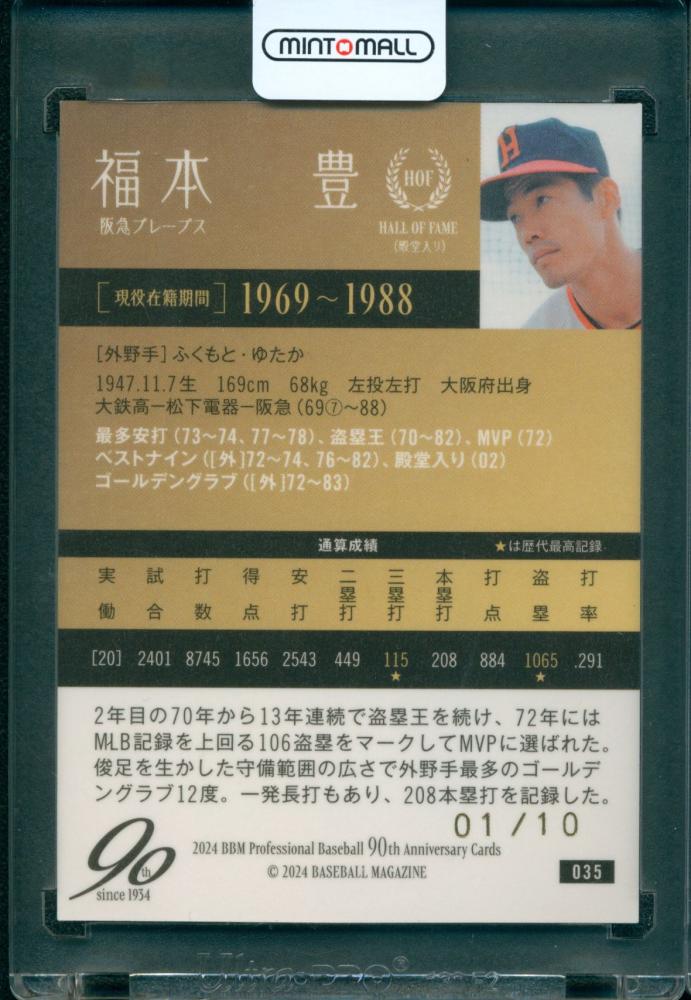 MINTMALL
福本 豊
阪急ブレーブス
HOF
HALL OF FAME
(殿堂入り)
H
[現役在籍期間] 1969~1988
[外野手]ふくもと・ゆたか
1947.11.7生 169cm 68kg 左投左打 大阪府出身
大鉄高ー松下電器ー阪急(69⑦~88)
最多安打(73~74、77~78)、盗塁王(70~82)、MVP(72)
ベストナイン([外]72~74、76~82)、殿堂入り(02)
ゴールデングラブ([外]72~83)
通算成績 ★は歴代最高記録
実働 試合 打数 得点 安打 二塁打 三塁打 本塁打 打点 盗塁 打率
[20] 2401 8745 1656 2543 449 115 208 884 1065 .291
★ ★
2年目の70年から13年連続で盗塁王を続け、72年には
MLB記録を上回る106盗塁をマークしてMVPに選ばれた。
俊足を生かした守備範囲の広さで外野手最多のゴールデ
ングラブ12度。一発長打もあり、208本塁打を記録した。
01/10
90th
since 1934
2024 BBM Professional Baseball 90th Anniversary Cards
© 2024 BASEBALL MAGAZINE
035
Ultra PRO®